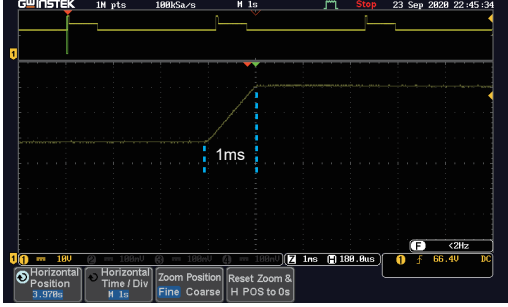 GWINSTEK 1M pts 100kSa/s M 1s Stop 23 Sep 2020 22:45:34
1
1ms
F <2Hz
1 1 10V 2 100mV 3 100mV 4 100mV Z 1ms H 180.0us 1 66.4V DC
Horizontal Position 3.970s
Horizontal Time / Div M 1s
Zoom Position Fine Coarse
Reset Zoom & H POS to 0s